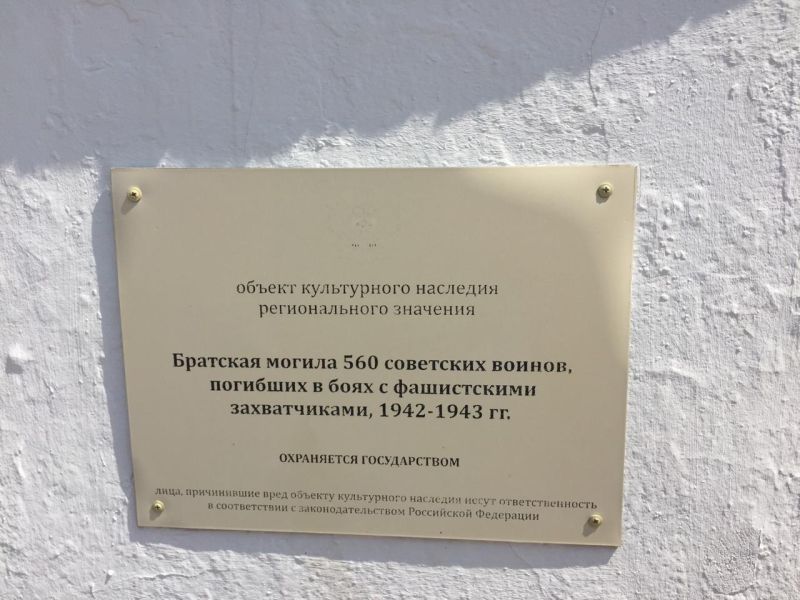 объект культурного наследия
регионального значения
Братская могила 560 советских воинов,
погибших в боях с фашистскими
захватчиками, 1942-1943 гг.
ОХРАНЯЕТСЯ ГОСУДАРСТВОМ
лица, причинившие вред объекту культурного наследия несут ответственность
в соответствии с законодательством Российской Федерации